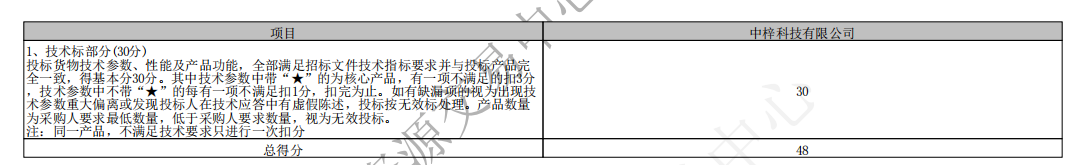 项目
中梓科技有限公司
1、技术标部分(30分)
投标货物技术参数、性能及产品功能，全部满足招标文件技术指标要求并与投标产品完
全一致，得基本分30分。其中技术参数中带“★”的为核心产品，有一项不满足的扣3分
，技术参数中不带“★”的每有一项不满足扣1分，扣完为止。如有缺漏项的视为出现技
术参数重大偏离或发现投标人在技术应答中有虚假陈述，投标按无效标处理。产品数量
为采购人要求最低数量，低于采购人要求数量，视为无效投标。
注：同一产品，不满足技术要求只进行一次扣分
30
总得分
48
源交易中心
中心